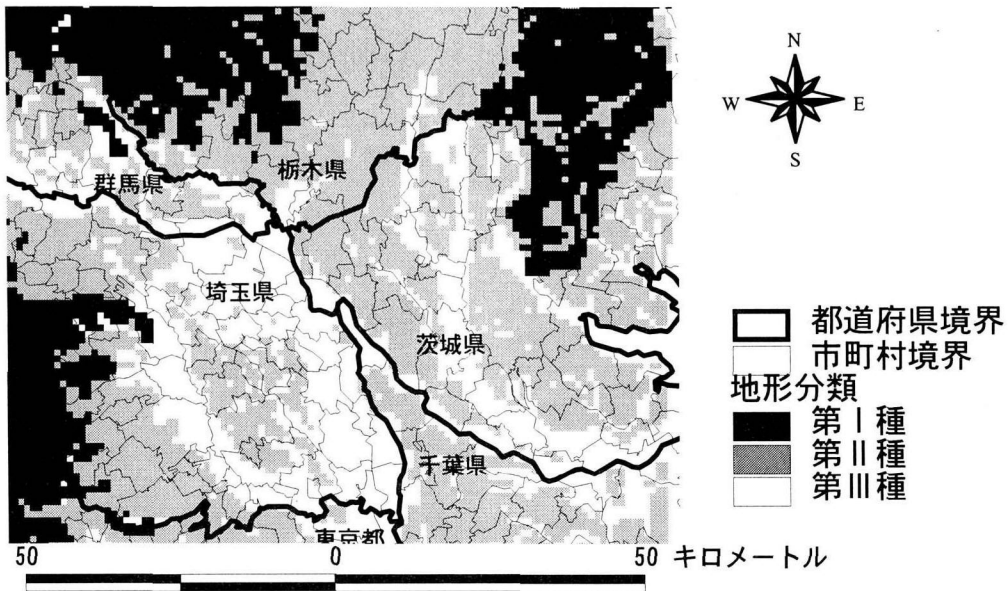 N
W E
S
栃木県
群馬県
埼玉県
茨城県
千葉県
東京都
都道府県境界
市町村境界
地形分類
第Ⅰ種
第Ⅱ種
第Ⅲ種
50 0 50 キロメートル